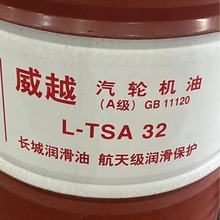 威越 汽轮机油
(A级) GB 11120
L-TSA 32
长城润滑油 航天级润滑保护